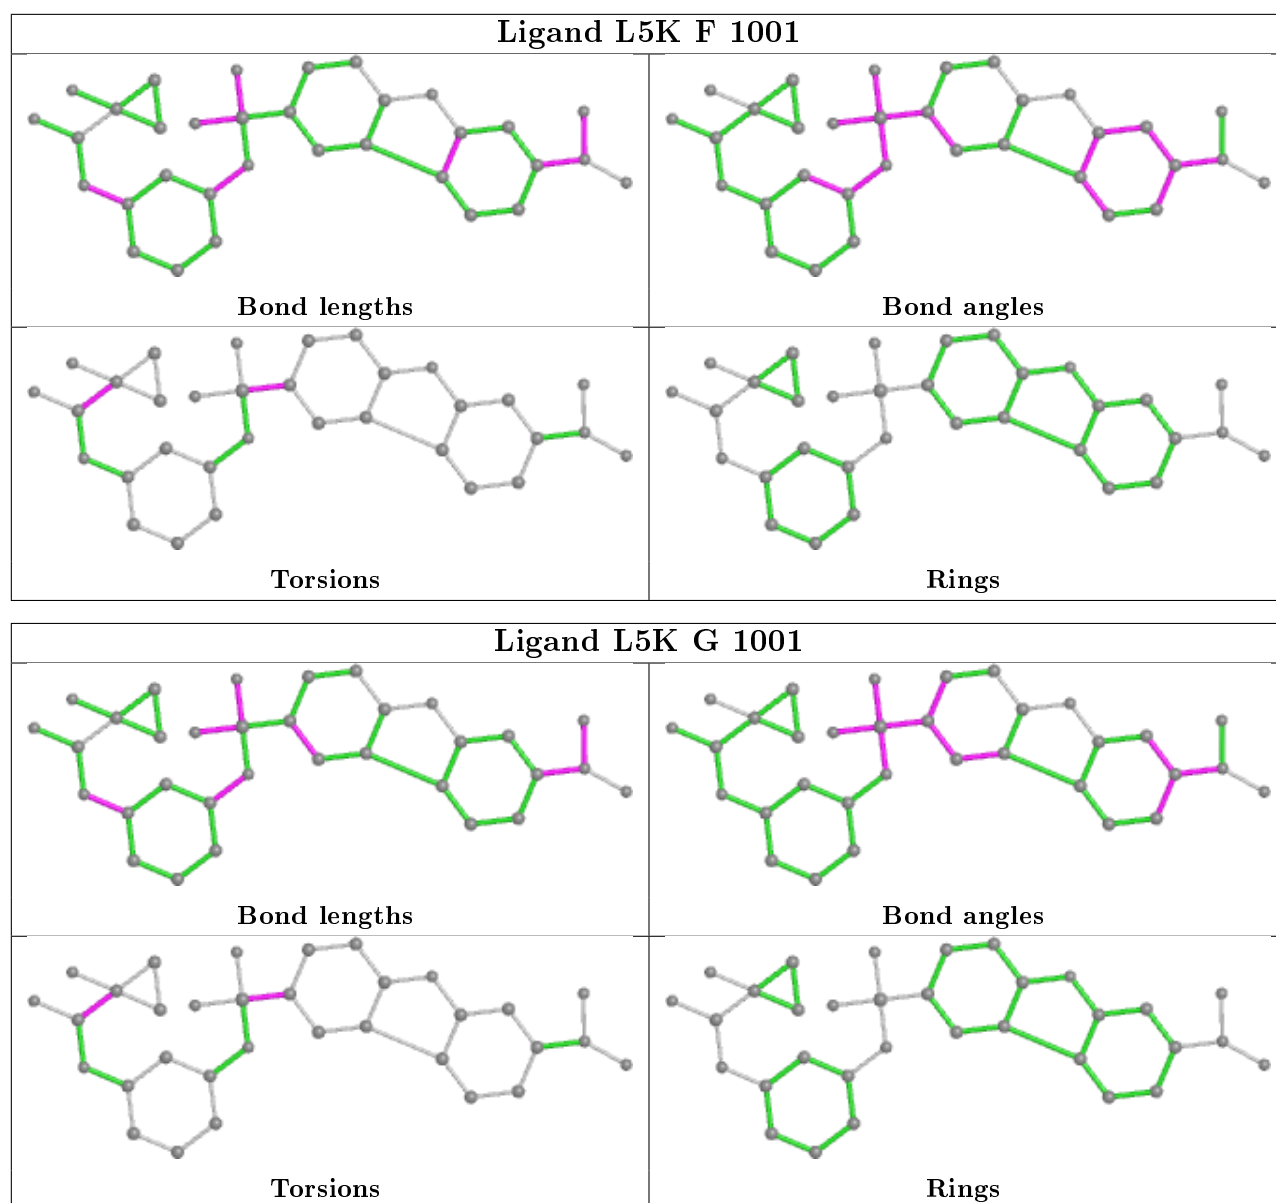 Ligand L5K F 1001
Bond lengths
Bond angles
Torsions
Rings
Ligand L5K G 1001
Bond lengths
Bond angles
Torsions
Rings